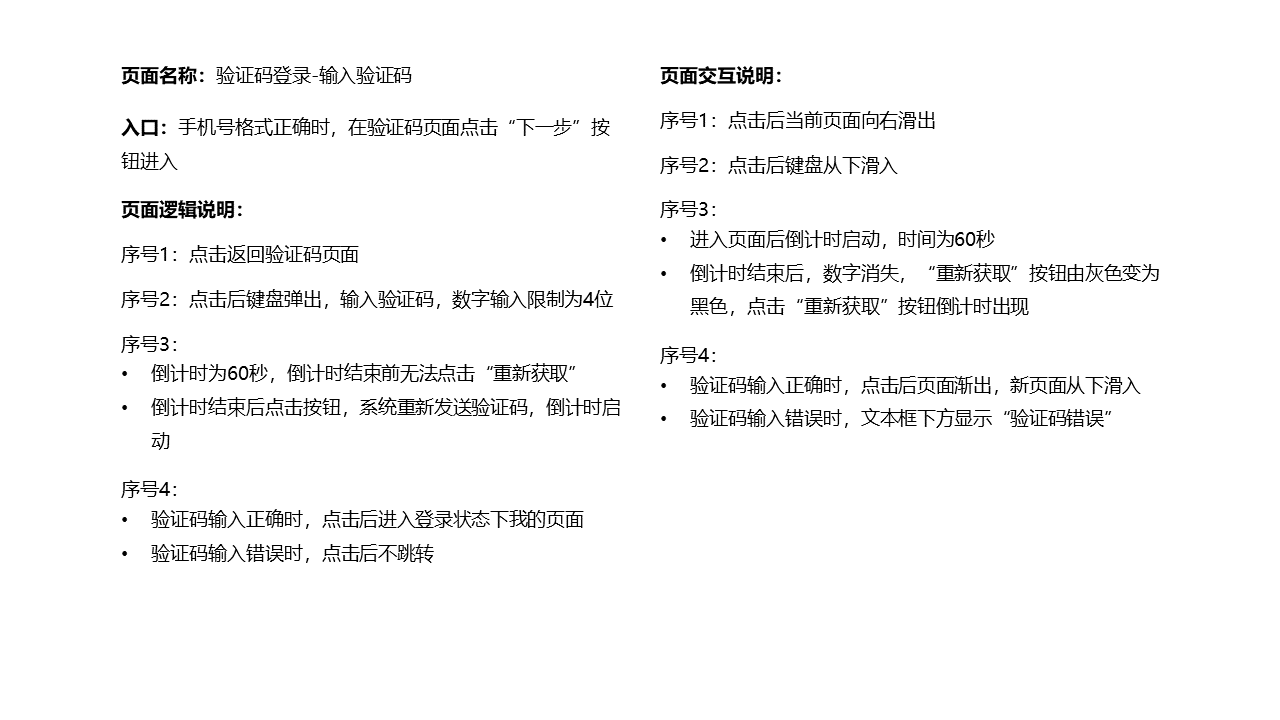 页面名称：验证码登录-输入验证码
入口：手机号格式正确时，在验证码页面点击“下一步”按
钮进入
页面逻辑说明：
序号1：点击返回验证码页面
序号2：点击后键盘弹出，输入验证码，数字输入限制为4位
序号3：
• 倒计时为60秒，倒计时结束前无法点击“重新获取”
• 倒计时结束后点击按钮，系统重新发送验证码，倒计时启
动
序号4：
• 验证码输入正确时，点击后进入登录状态下我的页面
• 验证码输入错误时，点击后不跳转
页面交互说明：
序号1：点击后当前页面向右滑出
序号2：点击后键盘从下滑入
序号3：
• 进入页面后倒计时启动，时间为60秒
• 倒计时结束后，数字消失，“重新获取”按钮由灰色变为
黑色，点击“重新获取”按钮倒计时出现
序号4：
• 验证码输入正确时，点击后页面渐出，新页面从下滑入
• 验证码输入错误时，文本框下方显示“验证码错误”